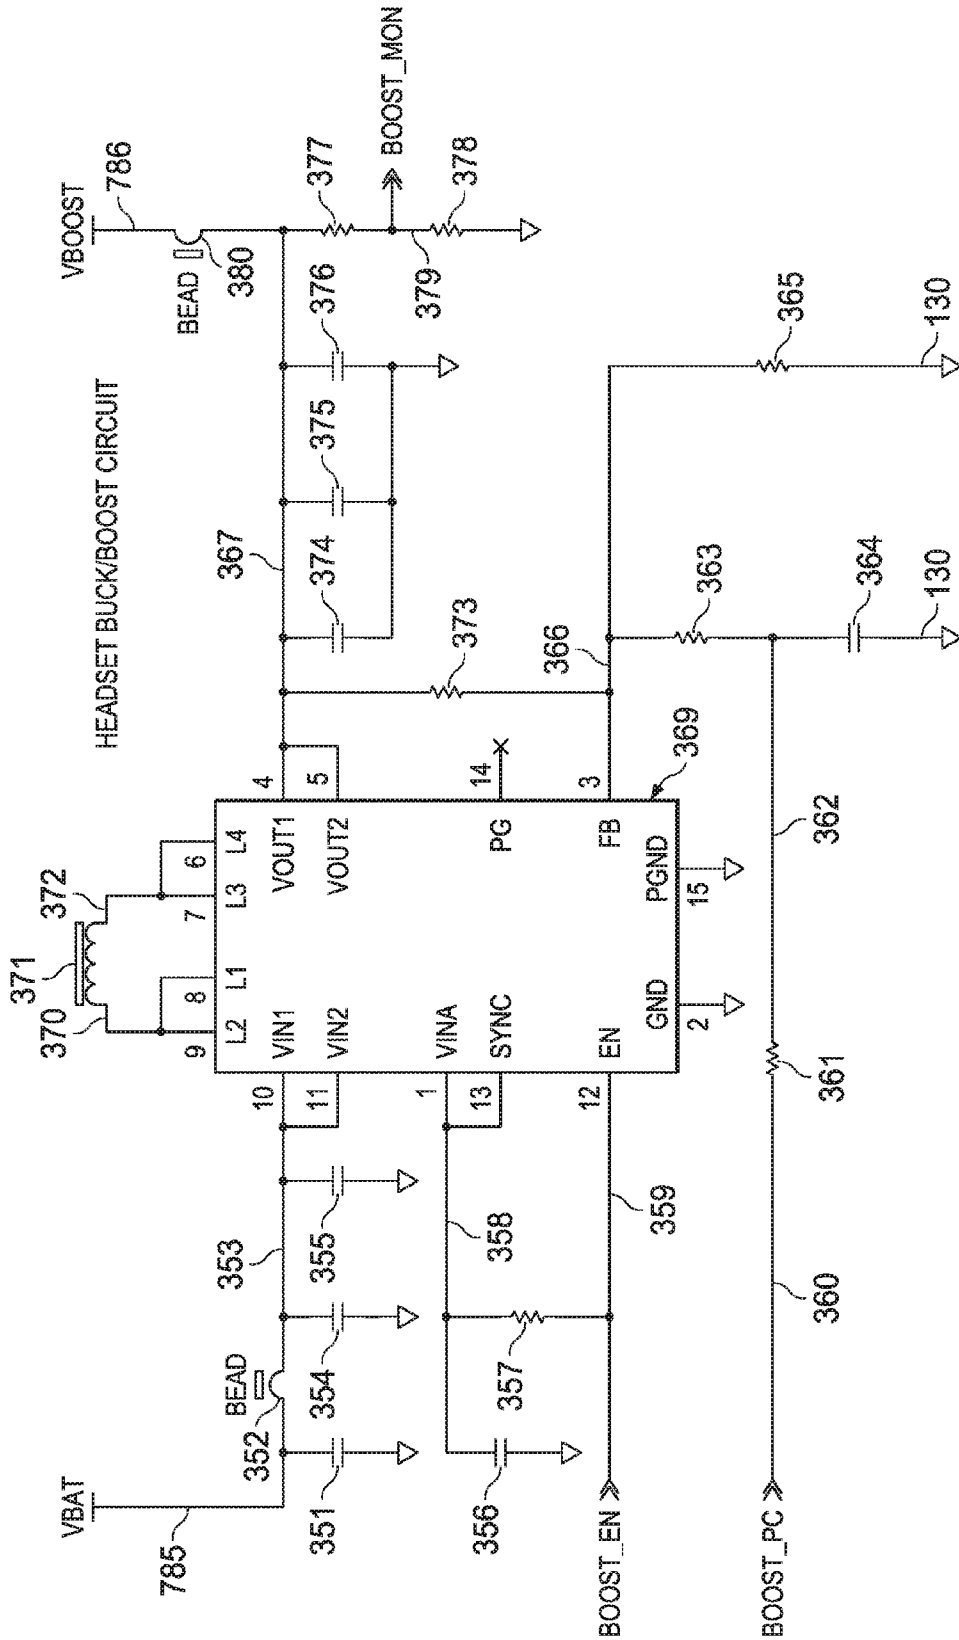 HEADSET BUCK/BOOST CIRCUIT
VBAT
785
BEAD
352
351
353
354
355
370
371
372
9
8
7
6
L2
L1
L3
L4
10
VIN1
11
VIN2
1
VINA
13
SYNC
12
EN
GND
2
PGND
15
4
VOUT1
5
VOUT2
14
PG
3
FB
369
367
374
375
376
373
366
VBOOST
786
BEAD
380
377
BOOST_MON
379
378
356
357
358
359
BOOST_EN
BOOST_PC
360
361
362
363
364
130
365
130